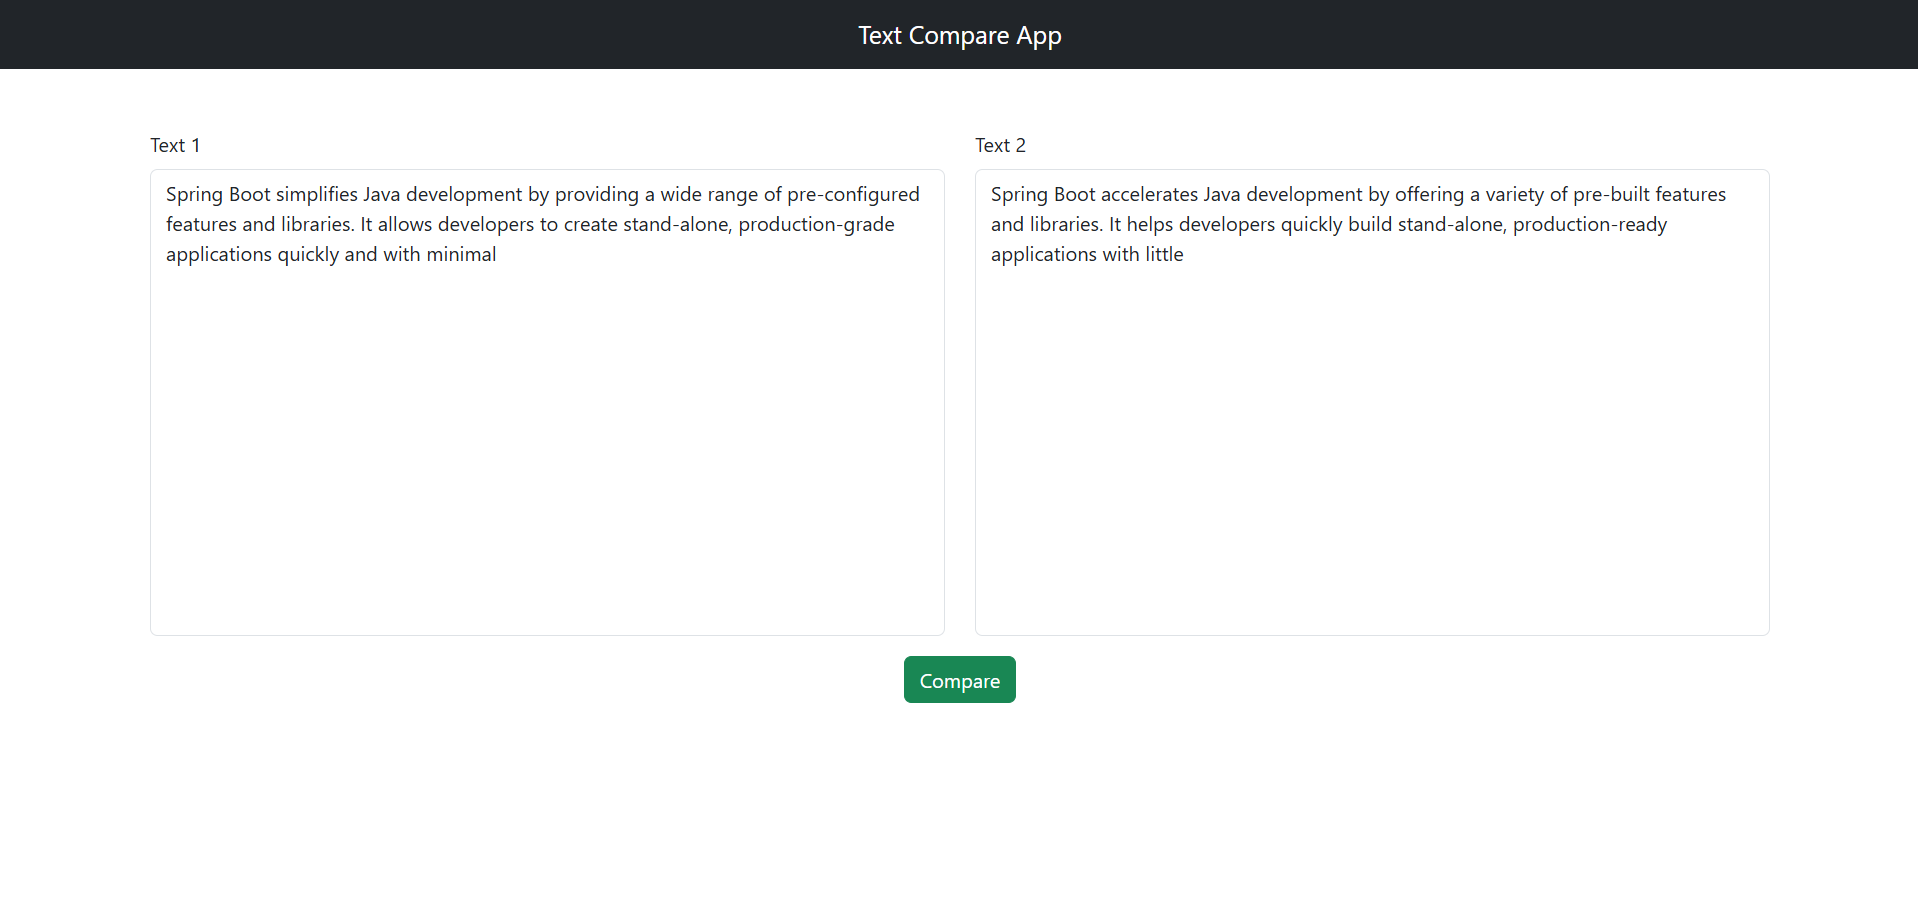 Text Compare App
Text 1
Spring Boot simplifies Java development by providing a wide range of pre-configured
features and libraries. It allows developers to create stand-alone, production-grade
applications quickly and with minimal
Text 2
Spring Boot accelerates Java development by offering a variety of pre-built features
and libraries. It helps developers quickly build stand-alone, production-ready
applications with little
Compare